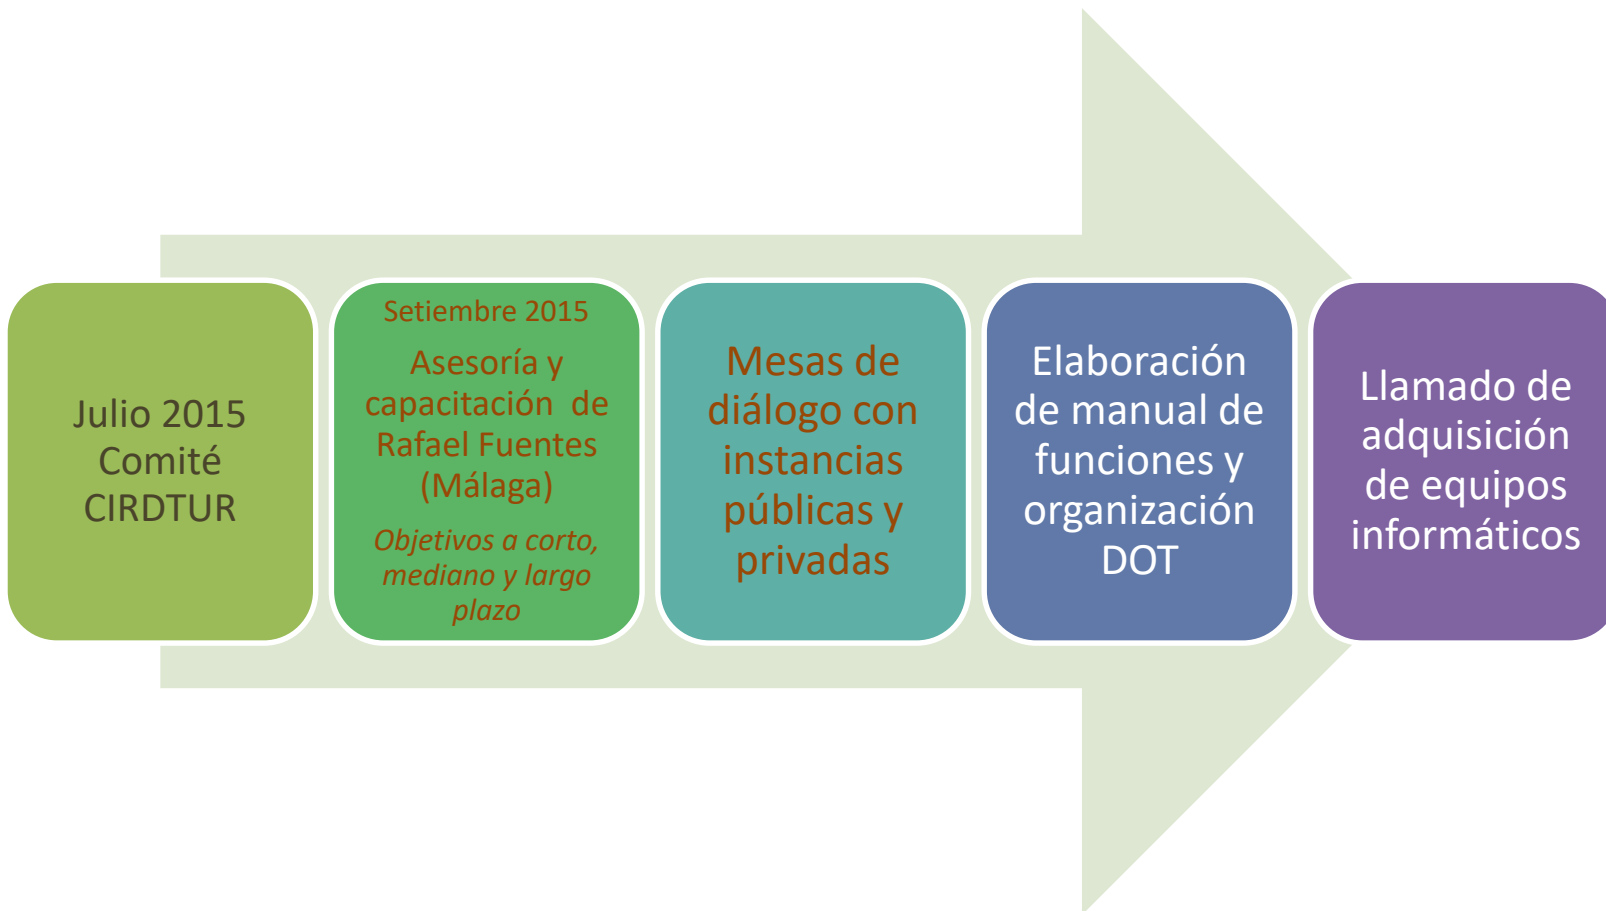 Julio 2015
Comité
CIRDTUR
Setiembre 2015
Asesoría y
capacitación de
Rafael Fuentes
(Málaga)
Objetivos a corto,
mediano y largo
plazo
Mesas de
diálogo con
instancias
públicas y
privadas
Elaboración
de manual de
funciones y
organización
DOT
Llamado de
adquisición
de equipos
informáticos